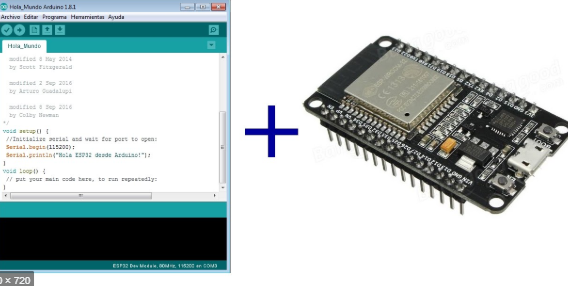 Hola_Mundo Arduino 1.8.1
Archivo Editar Programa Herramientas Ayuda
Hola_Mundo
modified 8 May 2014
by Scott Fitzgerald
modified 2 Sep 2016
by Arturo Guadalupi
modified 6 Sep 2016
by Colby Newman
*/
void setup() {
//Initialize serial and wait for port to open:
Serial.begin(115200);
Serial.println("Hola ESP32 desde Arduino!");
}
void loop() {
// put your main code here, to run repeatedly:
}
ESP32 Dev Module, 80MHz, 115200 en COM3
× 720